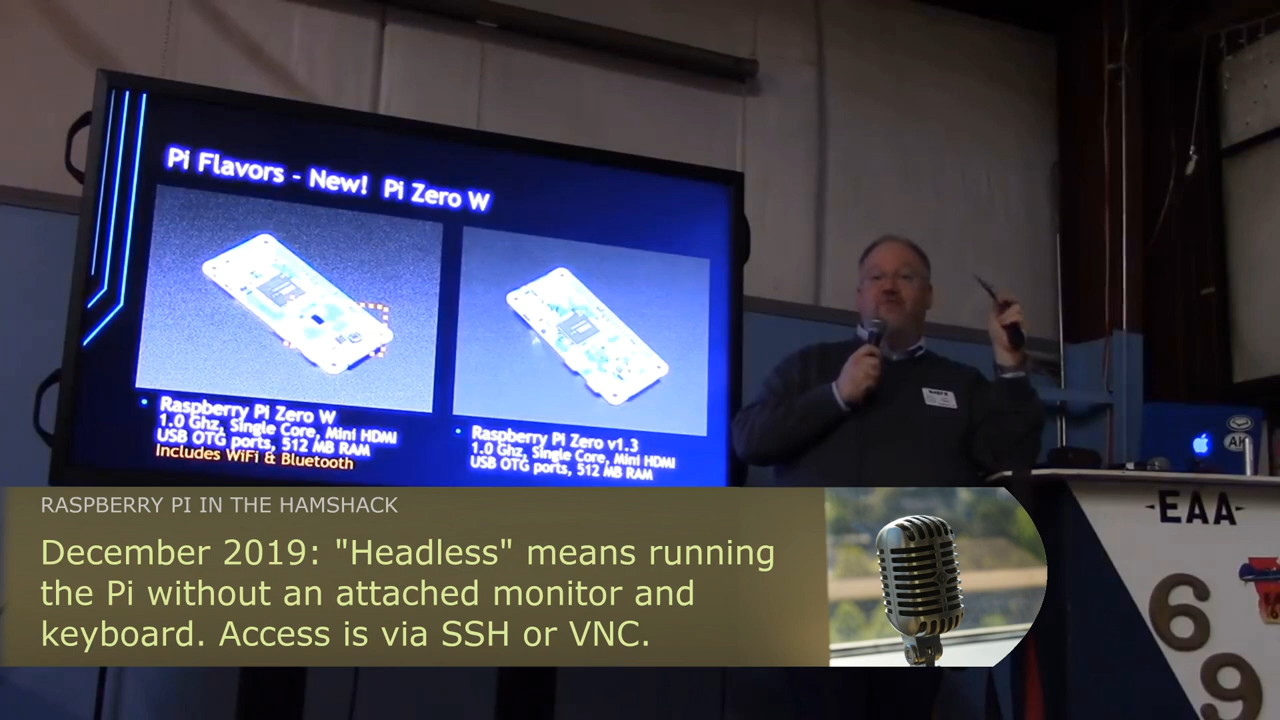 Pi Flavors - New! Pi Zero W
• Raspberry Pi Zero W
1.0 Ghz, Single Core, Mini HDMI
USB OTG ports, 512 MB RAM
Includes WiFi & Bluetooth
• Raspberry Pi Zero v1.3
1.0 Ghz, Single Core, Mini HDMI
USB OTG ports, 512 MB RAM
AK
-EAA-
69
RASPBERRY PI IN THE HAMSHACK
December 2019: "Headless" means running
the Pi without an attached monitor and
keyboard. Access is via SSH or VNC.